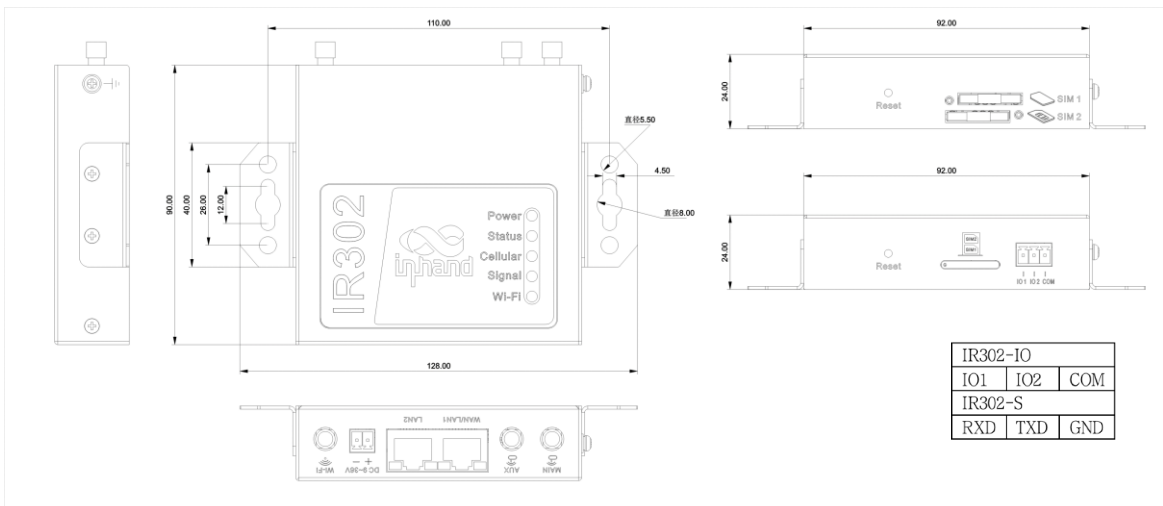 110.00
92.00
24.00
Reset
SIM 1
SIM 2
直径5.50
4.50
90.00
40.00
26.00
12.00
直径8.00
IR302
inhand
Power
Status
Cellular
Signal
Wi-Fi
128.00
92.00
24.00
Reset
SIM2
SIM1
IO1 IO2 COM
LAN2 WAN/LAN1
Wi-Fi
DC 9-36V
- +
AUX
MAIN
IR302-IO
IO1 IO2 COM
IR302-S
RXD TXD GND